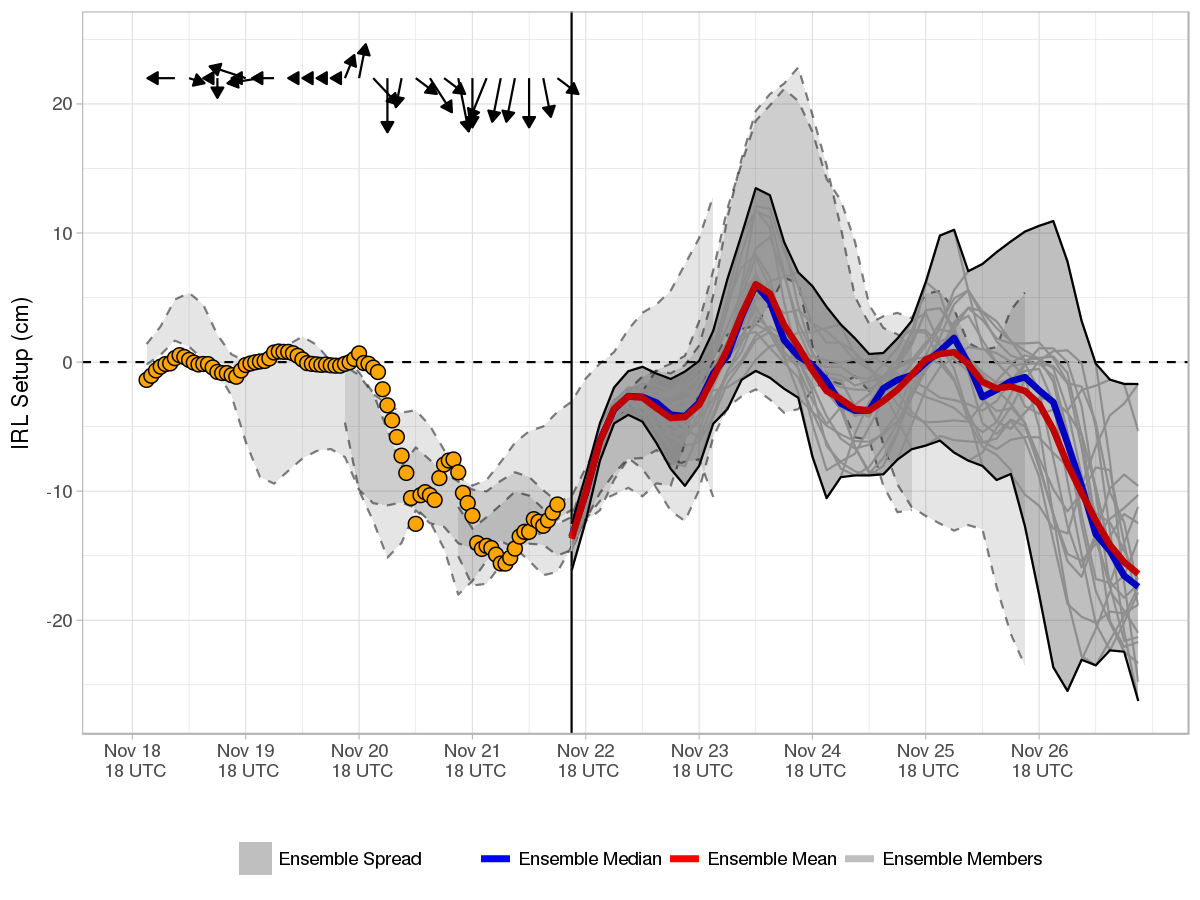 IRL Setup (cm)
20
10
0
-10
-20
Nov 18 Nov 19 Nov 20 Nov 21 Nov 22 Nov 23 Nov 24 Nov 25 Nov 26
18 UTC 18 UTC 18 UTC 18 UTC 18 UTC 18 UTC 18 UTC 18 UTC 18 UTC
Ensemble Spread Ensemble Median Ensemble Mean Ensemble Members